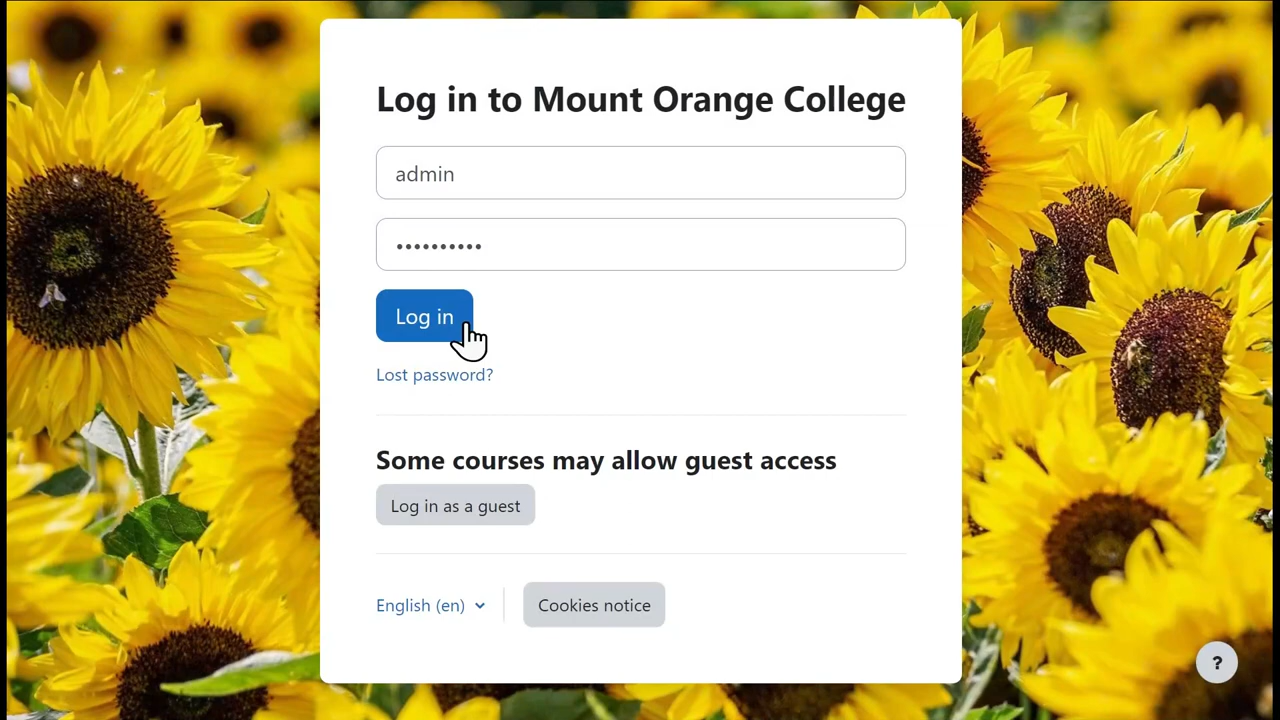 Log in to Mount Orange College
admin
••••••••••
Log in
Lost password?
Some courses may allow guest access
Log in as a guest
English (en)
Cookies notice
?